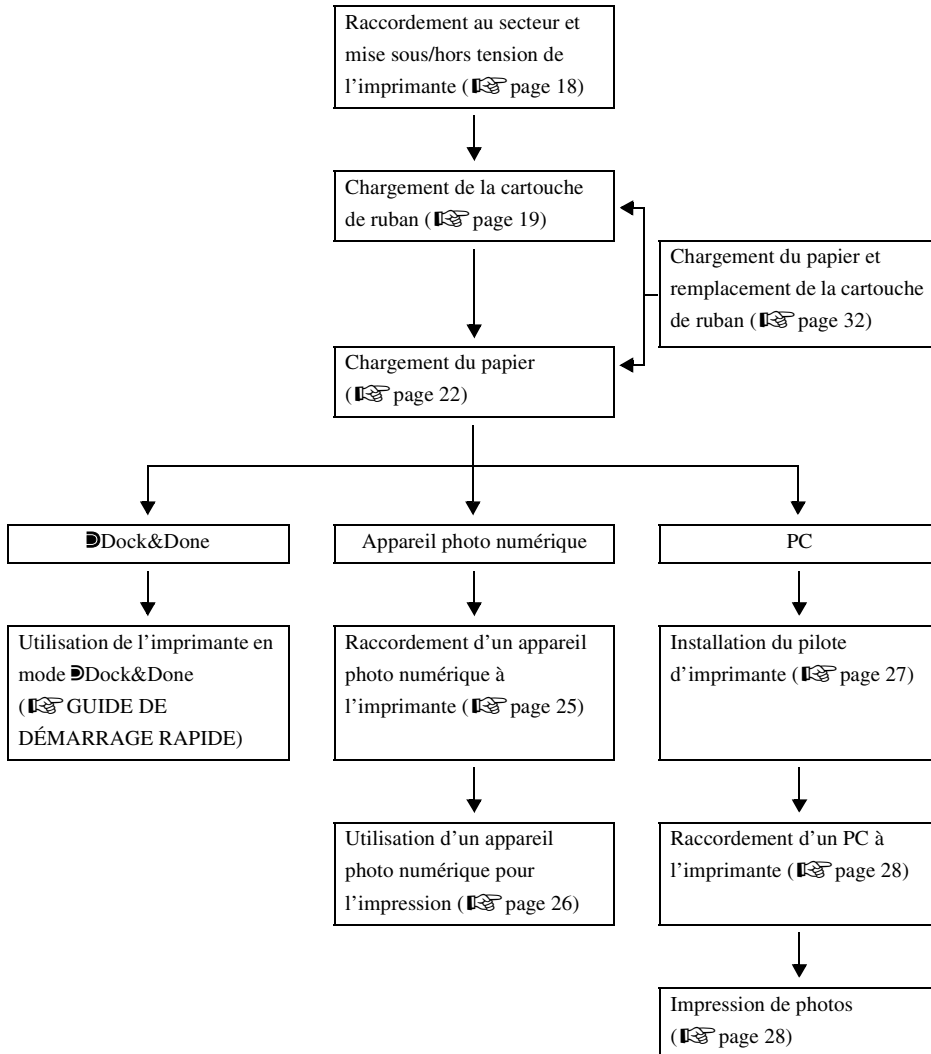 Raccordement au secteur et
mise sous/hors tension de
l’imprimante (☞ page 18)
Chargement de la cartouche
de ruban (☞ page 19)
Chargement du papier et
remplacement de la cartouche
de ruban (☞ page 32)
Chargement du papier
(☞ page 22)
Dock&Done
Appareil photo numérique
PC
Utilisation de l’imprimante en
mode Dock&Done
(☞ GUIDE DE
DÉMARRAGE RAPIDE)
Raccordement d’un appareil
photo numérique à
l’imprimante (☞ page 25)
Installation du pilote
d’imprimante (☞ page 27)
Utilisation d’un appareil
photo numérique pour
l’impression (☞ page 26)
Raccordement d’un PC à
l’imprimante (☞ page 28)
Impression de photos
(☞ page 28)